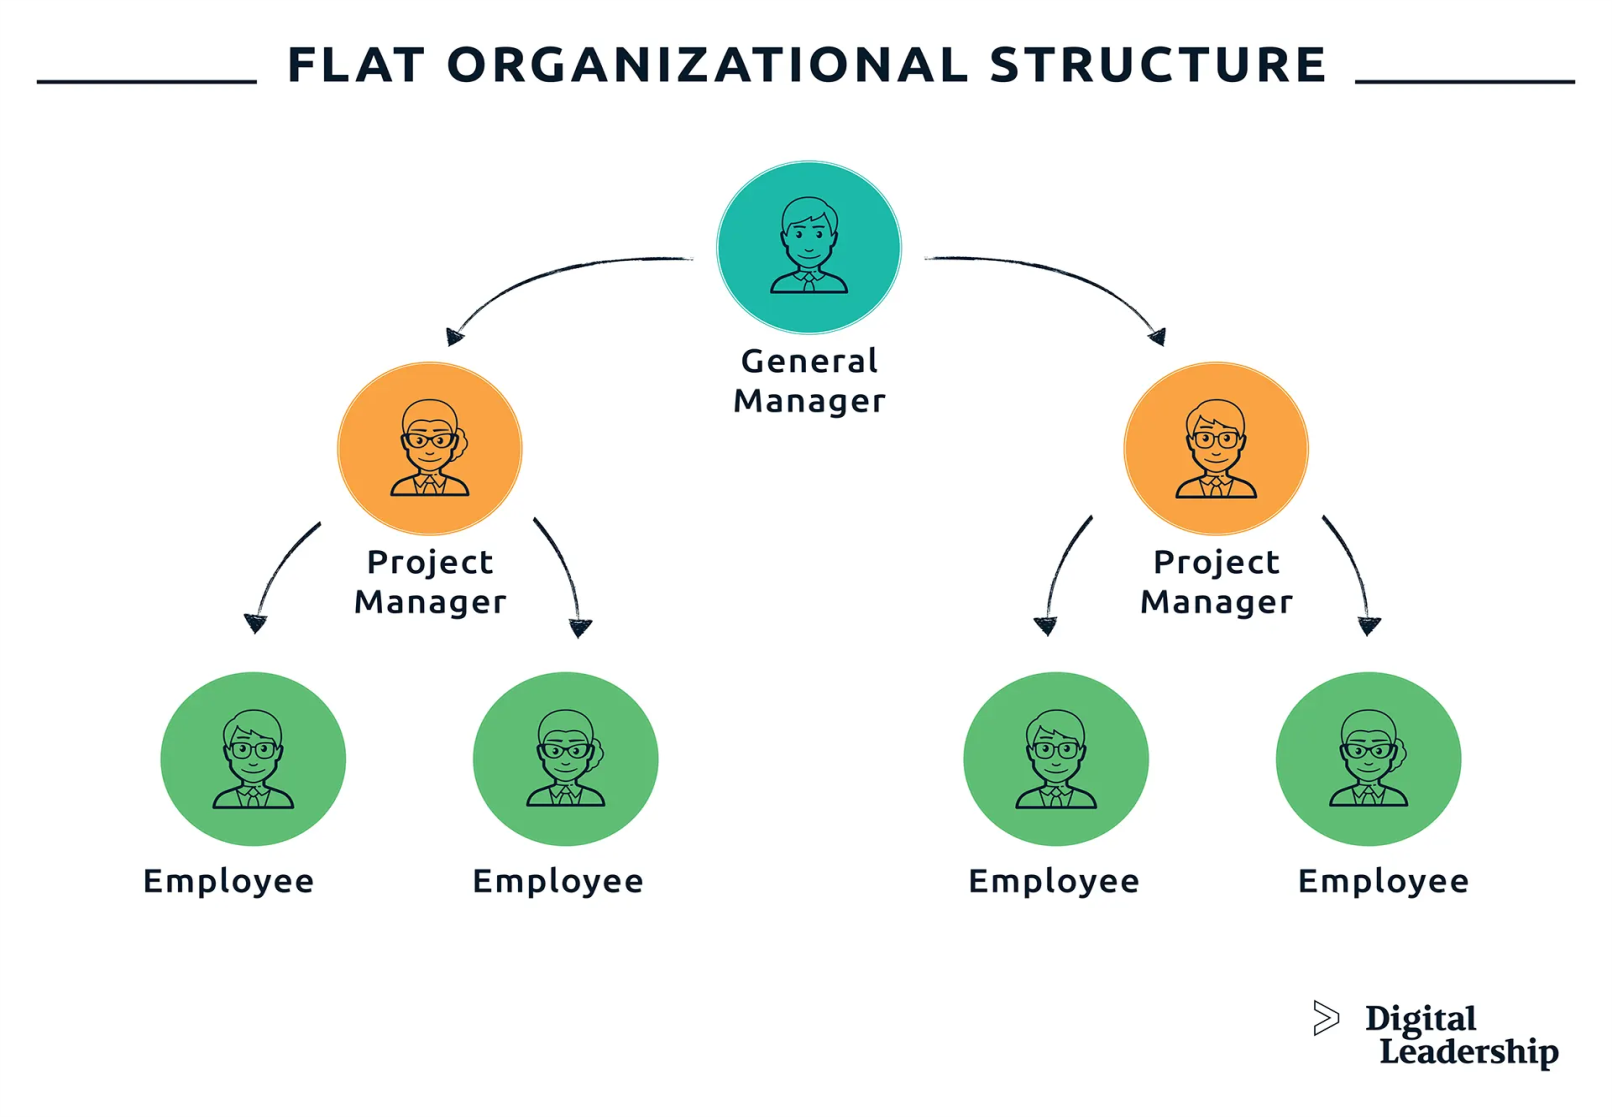 FLAT ORGANIZATIONAL STRUCTURE
General
Manager
Project
Manager
Project
Manager
Employee
Employee
Employee
Employee
Digital
Leadership